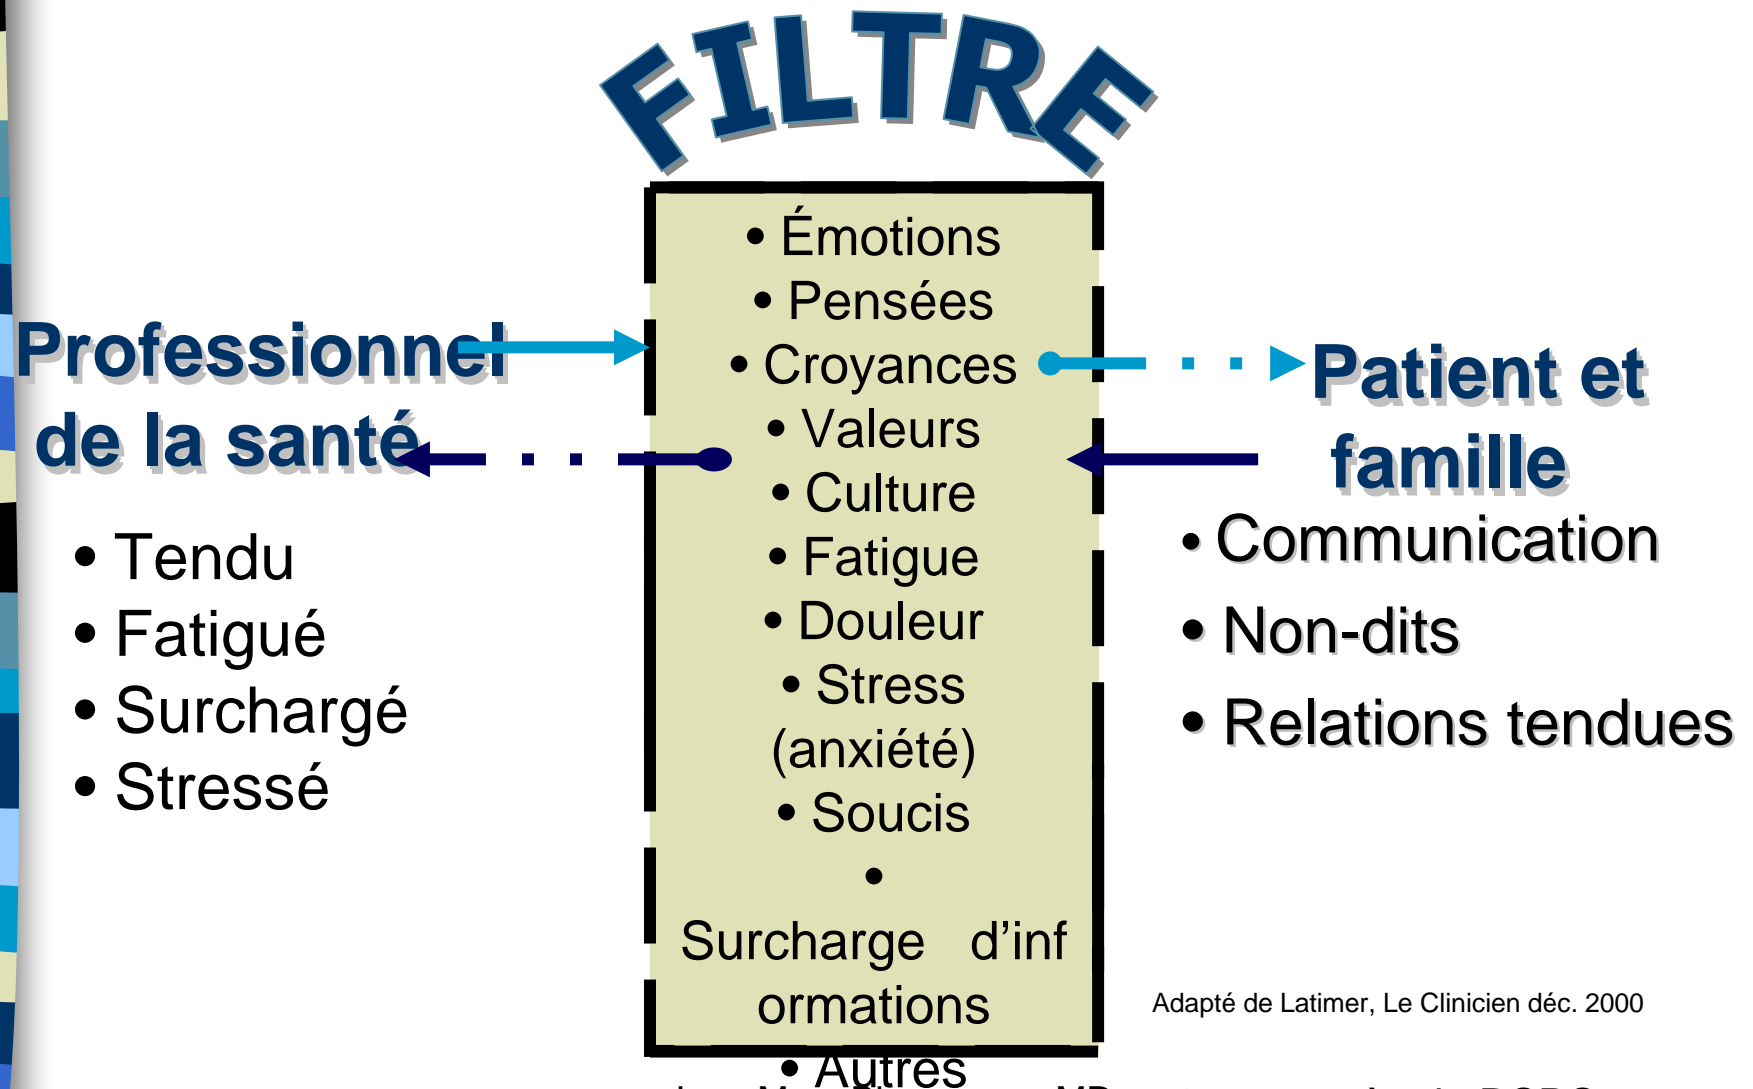 FILTRE
Professionnel
de la santé
• Tendu
• Fatigué
• Surchargé
• Stressé
• Émotions
• Pensées
• Croyances
• Valeurs
• Culture
• Fatigue
• Douleur
• Stress
(anxiété)
• Soucis
•
Surcharge d’inf
ormations
• Autres
Patient et
famille
• Communication
• Non-dits
• Relations tendues
Adapté de Latimer, Le Clinicien déc. 2000